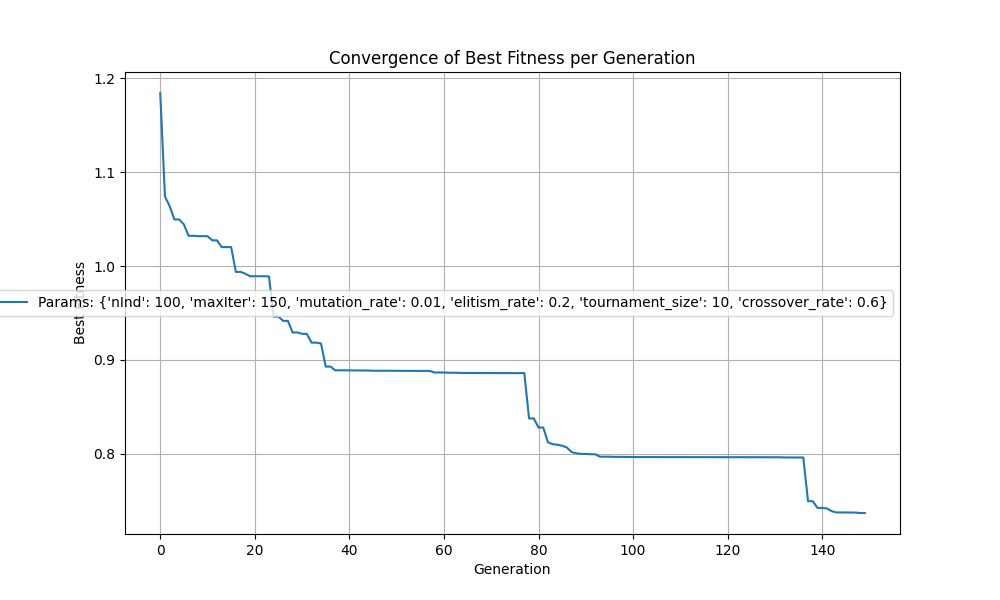 Convergence of Best Fitness per Generation
1.2
1.1
1.0
0.9
0.8
Best
ness
Params: {'nInd': 100, 'maxIter': 150, 'mutation_rate': 0.01, 'elitism_rate': 0.2, 'tournament_size': 10, 'crossover_rate': 0.6}
0 20 40 60 80 100 120 140
Generation